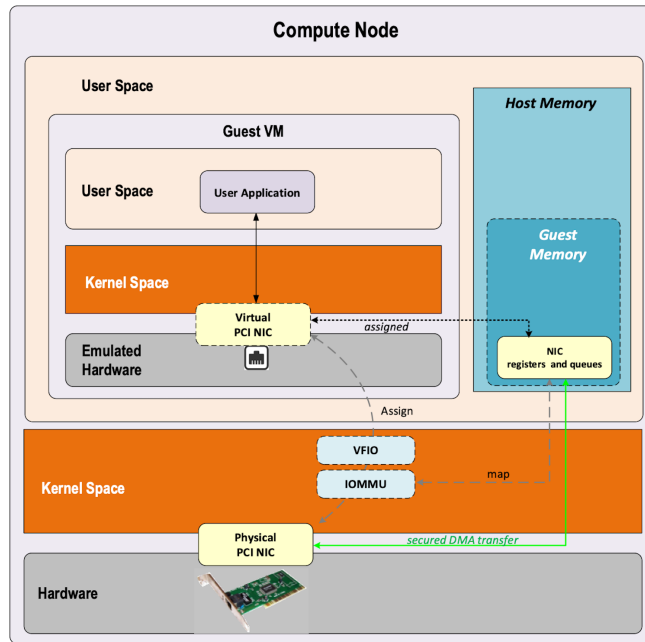 Compute Node
User Space
Host Memory
Guest VM
User Space
User Application
Guest
Memory
Kernel Space
Virtual
PCI NIC
assigned
Emulated
Hardware
NIC
registers and queues
Assign
VFIO
IOMMU
map
Kernel Space
Physical
PCI NIC
secured DMA transfer
Hardware